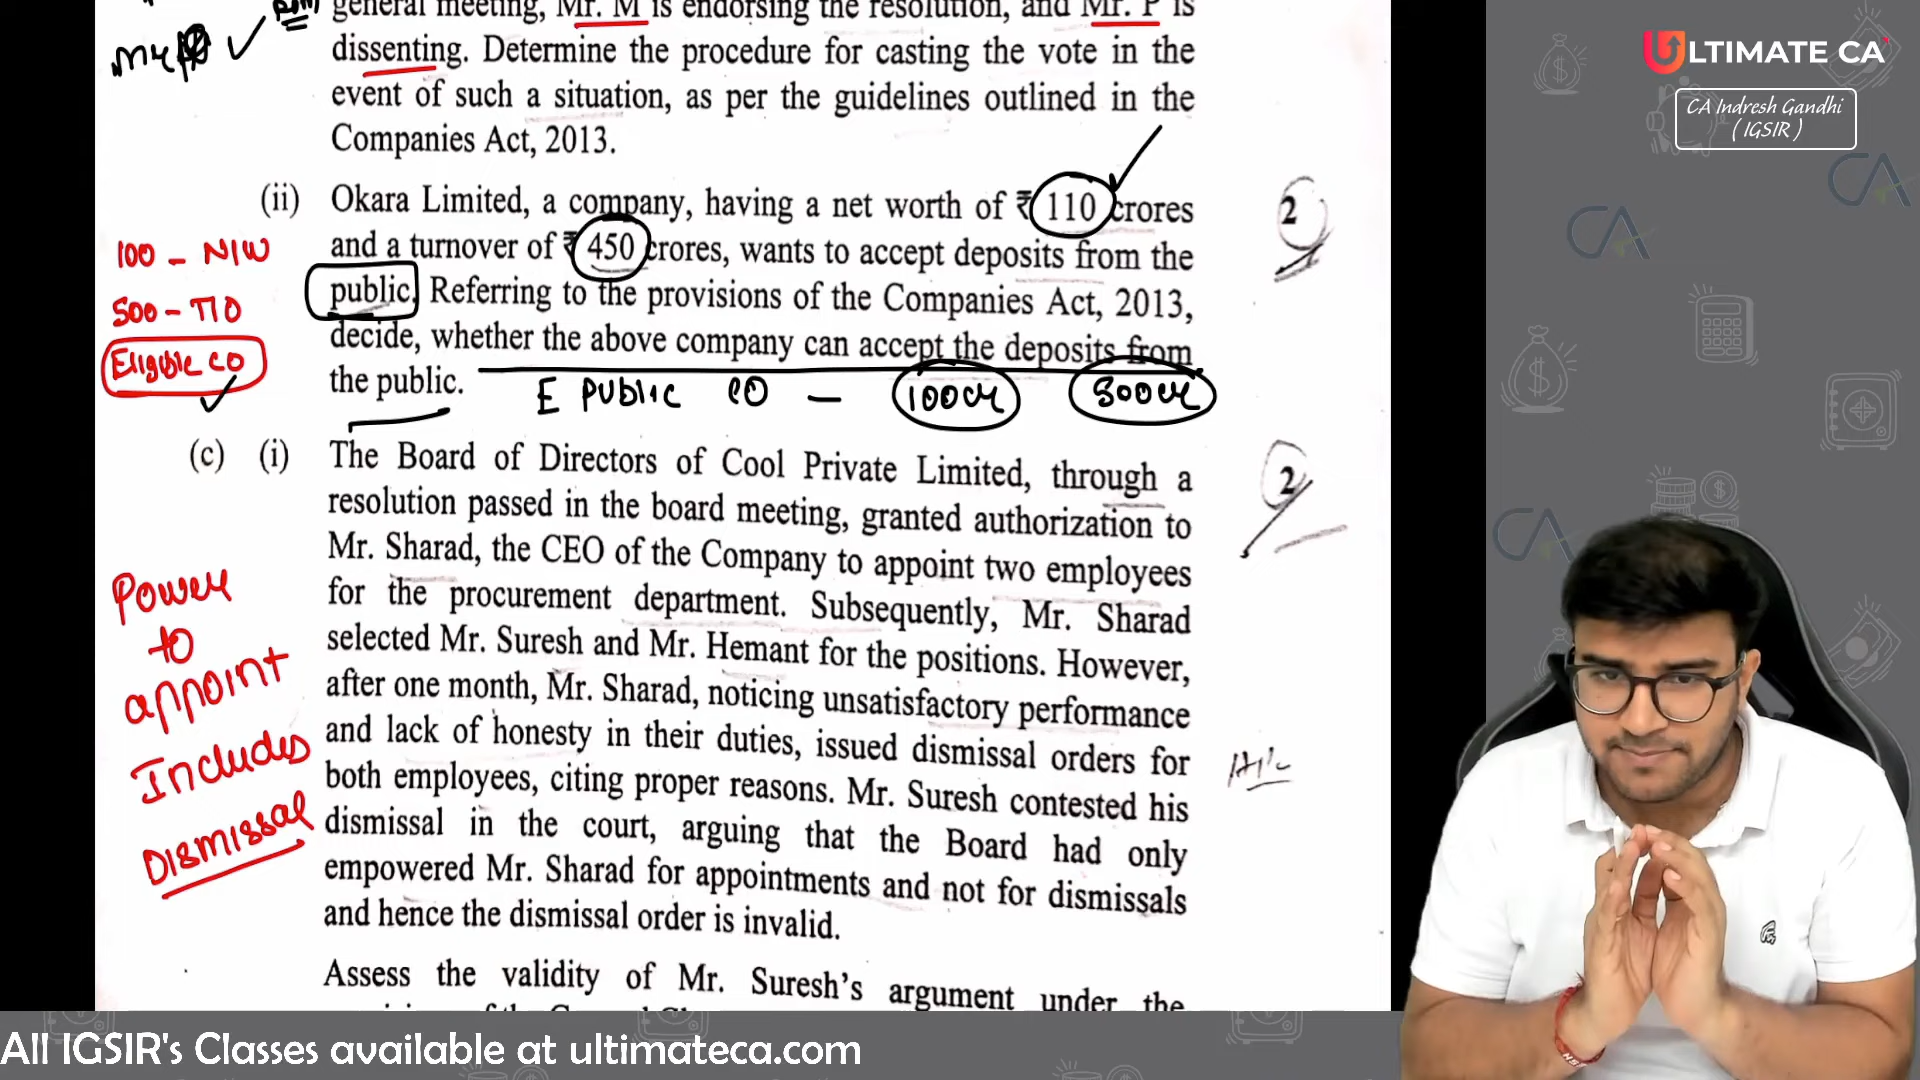 general meeting, Mr. M is endorsing the resolution, and Mr. P is
dissenting. Determine the procedure for casting the vote in the
event of such a situation, as per the guidelines outlined in the
Companies Act, 2013.
(ii) Okara Limited, a company, having a net worth of ₹ 110 crores
and a turnover of ₹ 450 crores, wants to accept deposits from the
public. Referring to the provisions of the Companies Act, 2013,
decide, whether the above company can accept the deposits from
the public.
2
100 - N/W
500 - T/O
Eligible CO
E PUBLIC CO - 100cr 500cr
(c) (i) The Board of Directors of Cool Private Limited, through a
resolution passed in the board meeting, granted authorization to
Mr. Sharad, the CEO of the Company to appoint two employees
for the procurement department. Subsequently, Mr. Sharad
selected Mr. Suresh and Mr. Hemant for the positions. However,
after one month, Mr. Sharad, noticing unsatisfactory performance
and lack of honesty in their duties, issued dismissal orders for
both employees, citing proper reasons. Mr. Suresh contested his
dismissal in the court, arguing that the Board had only
empowered Mr. Sharad for appointments and not for dismissals
and hence the dismissal order is invalid.
Assess the validity of Mr. Suresh's argument under the
2
Power
to
appoint
Includes
Dismissal
ULTIMATE CA
CA Indresh Gandhi
( IGSIR )
All IGSIR's Classes available at ultimateca.com